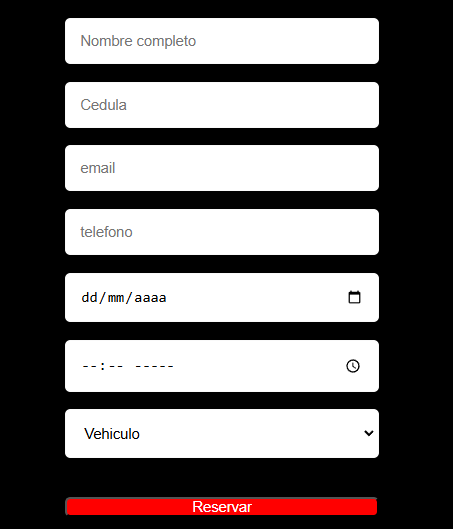 Nombre completo
Cedula
email
telefono
dd/mm/aaaa
--:-- -----
Vehiculo
Reservar